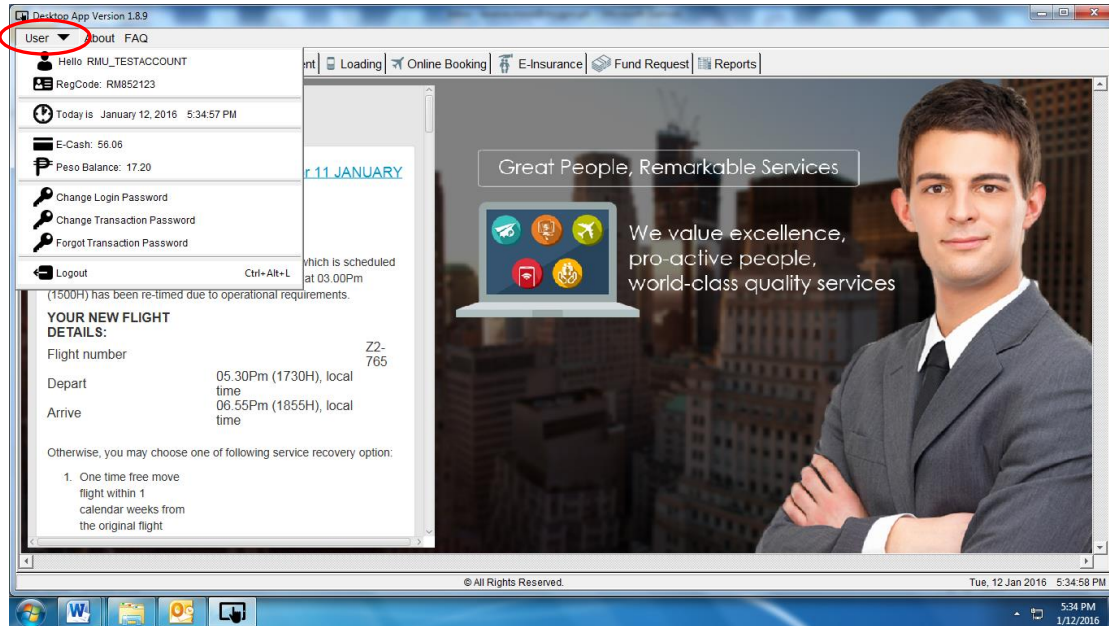 Desktop App Version 1.8.9
User About FAQ
Hello RMU_TESTACCOUNT
RegCode: RM852123
Today is January 12, 2016 5:34:57 PM
E-Cash: 56.06
Peso Balance: 17.20
Change Login Password
Change Transaction Password
Forgot Transaction Password
Logout Ctrl+Alt+L
Loading Online Booking E-Insurance Fund Request Reports
11 JANUARY
which is scheduled
at 03.00Pm
(1500H) has been re-timed due to operational requirements.
YOUR NEW FLIGHT
DETAILS:
Flight number Z2-
765
Depart 05.30Pm (1730H), local
time
Arrive 06.55Pm (1855H), local
time
Otherwise, you may choose one of following service recovery option:
1. One time free move
flight within 1
calendar weeks from
the original flight
Great People, Remarkable Services
We value excellence,
pro-active people,
world-class quality services
© All Rights Reserved.
Tue, 12 Jan 2016 5:34:58 PM
5:34 PM
1/12/2016